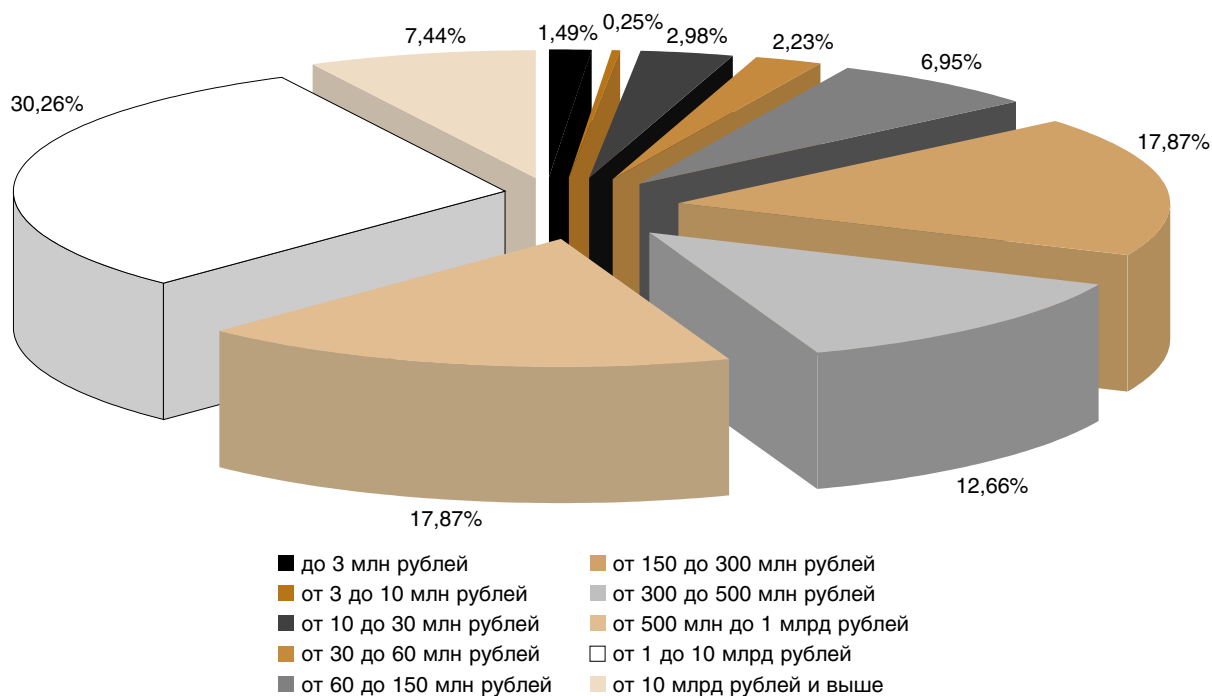 0,25%
7,44%
1,49%
2,98%
2,23%
6,95%
30,26%
17,87%
12,66%
17,87%
до 3 млн рублей
от 3 до 10 млн рублей
от 10 до 30 млн рублей
от 30 до 60 млн рублей
от 60 до 150 млн рублей
от 150 до 300 млн рублей
от 300 до 500 млн рублей
от 500 млн до 1 млрд рублей
от 1 до 10 млрд рублей
от 10 млрд рублей и выше